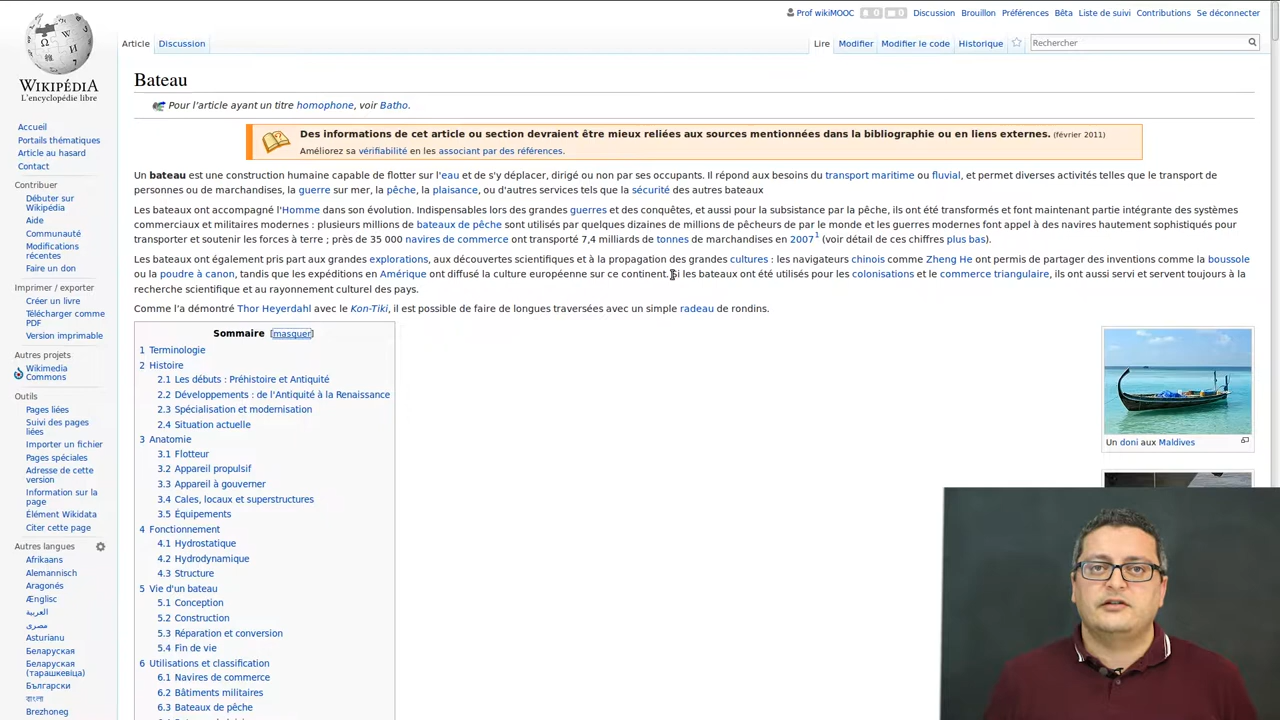 Prof wikiMOOC 0 0 Discussion Brouillon Préférences Bêta Liste de suivi Contributions Se déconnecter
Article Discussion Lire Modifier Modifier le code Historique Rechercher
WIKIPÉDIA
L'encyclopédie libre
Accueil
Portails thématiques
Article au hasard
Contact
Contribuer
Débuter sur
Wikipédia
Aide
Communauté
Modifications
récentes
Faire un don
Imprimer / exporter
Créer un livre
Télécharger comme
PDF
Version imprimable
Autres projets
Wikimedia
Commons
Outils
Pages liées
Suivi des pages
liées
Importer un fichier
Pages spéciales
Adresse de cette
version
Information sur la
page
Élément Wikidata
Citer cette page
Autres langues
Afrikaans
Alemannisch
Aragonés
Ænglisc
العربية
مصرى
Asturianu
Беларуская
Беларуская
(тарашкевіца)
Български
বাংলা
Brezhoneg
Bateau
Pour l'article ayant un titre homophone, voir Batho.
Des informations de cet article ou section devraient être mieux reliées aux sources mentionnées dans la bibliographie ou en liens externes. (février 2011)
Améliorez sa vérifiabilité en les associant par des références.
Un bateau est une construction humaine capable de flotter sur l'eau et de s'y déplacer, dirigé ou non par ses occupants. Il répond aux besoins du transport maritime ou fluvial, et permet diverses activités telles que le transport de
personnes ou de marchandises, la guerre sur mer, la pêche, la plaisance, ou d'autres services tels que la sécurité des autres bateaux
Les bateaux ont accompagné l'Homme dans son évolution. Indispensables lors des grandes guerres et des conquêtes, et aussi pour la subsistance par la pêche, ils ont été transformés et font maintenant partie intégrante des systèmes
commerciaux et militaires modernes : plusieurs millions de bateaux de pêche sont utilisés par quelques dizaines de millions de pêcheurs de par le monde et les guerres modernes font appel à des navires hautement sophistiqués pour
transporter et soutenir les forces à terre ; près de 35 000 navires de commerce ont transporté 7,4 milliards de tonnes de marchandises en 2007¹ (voir détail de ces chiffres plus bas).
Les bateaux ont également pris part aux grandes explorations, aux découvertes scientifiques et à la propagation des grandes cultures : les navigateurs chinois comme Zheng He ont permis de partager des inventions comme la boussole
ou la poudre à canon, tandis que les expéditions en Amérique ont diffusé la culture européenne sur ce continent. Si les bateaux ont été utilisés pour les colonisations et le commerce triangulaire, ils ont aussi servi et servent toujours à la
recherche scientifique et au rayonnement culturel des pays.
Comme l'a démontré Thor Heyerdahl avec le Kon-Tiki, il est possible de faire de longues traversées avec un simple radeau de rondins.
Sommaire [masquer]
1 Terminologie
2 Histoire
2.1 Les débuts : Préhistoire et Antiquité
2.2 Développements : de l'Antiquité à la Renaissance
2.3 Spécialisation et modernisation
2.4 Situation actuelle
3 Anatomie
3.1 Flotteur
3.2 Appareil propulsif
3.3 Appareil à gouverner
3.4 Cales, locaux et superstructures
3.5 Équipements
4 Fonctionnement
4.1 Hydrostatique
4.2 Hydrodynamique
4.3 Structure
5 Vie d'un bateau
5.1 Conception
5.2 Construction
5.3 Réparation et conversion
5.4 Fin de vie
6 Utilisations et classification
6.1 Navires de commerce
6.2 Bâtiments militaires
6.3 Bateaux de pêche
Un doni aux Maldives